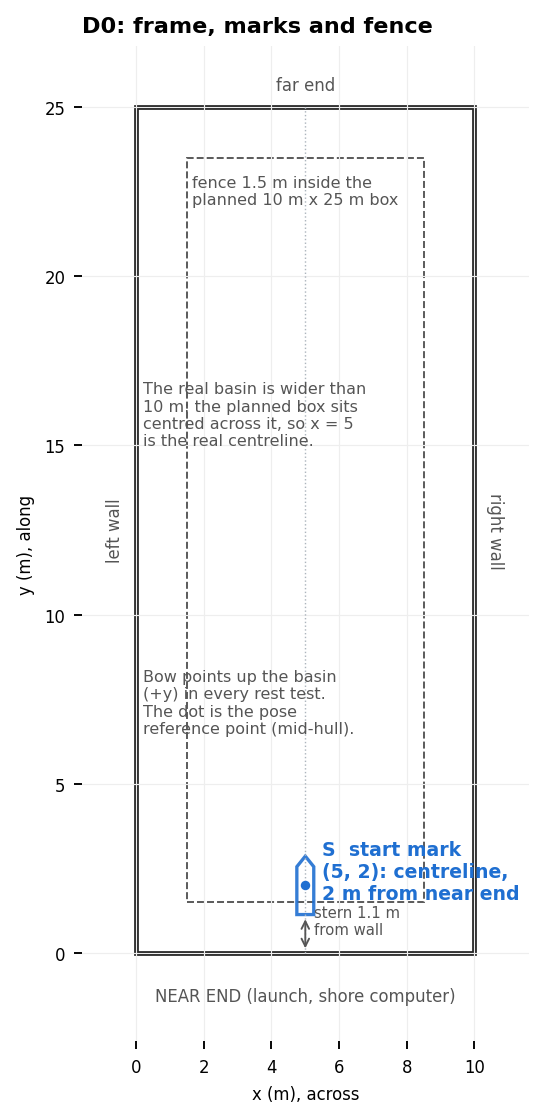 D0: frame, marks and fence
far end
25
fence 1.5 m inside the
planned 10 m x 25 m box
20
The real basin is wider than
10 m; the planned box sits
centred across it, so x = 5
is the real centreline.
15
left wall
right wall
y (m), along
10
Bow points up the basin
(+y) in every rest test.
The dot is the pose
reference point (mid-hull).
5
S  start mark
(5, 2): centreline,
2 m from near end
stern 1.1 m
from wall
0
NEAR END (launch, shore computer)
0 2 4 6 8 10
x (m), across